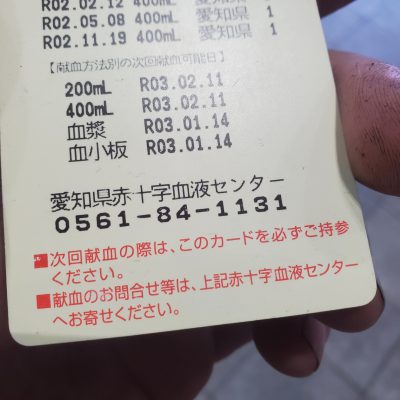 R02.02.12 400mL 愛知県 1
R02.05.08 400mL 愛知県 1
R02.11.19 400mL 愛知県 1
【献血方法別の次回献血可能日】
200mL R03.02.11
400mL R03.02.11
血漿 R03.01.14
血小板 R03.01.14
愛知県赤十字血液センター
0561-84-1131
■次回献血の際は、このカードを必ずご持参
ください。
■献血のお問合せ等は、上記赤十字血液センター
へお寄せください。